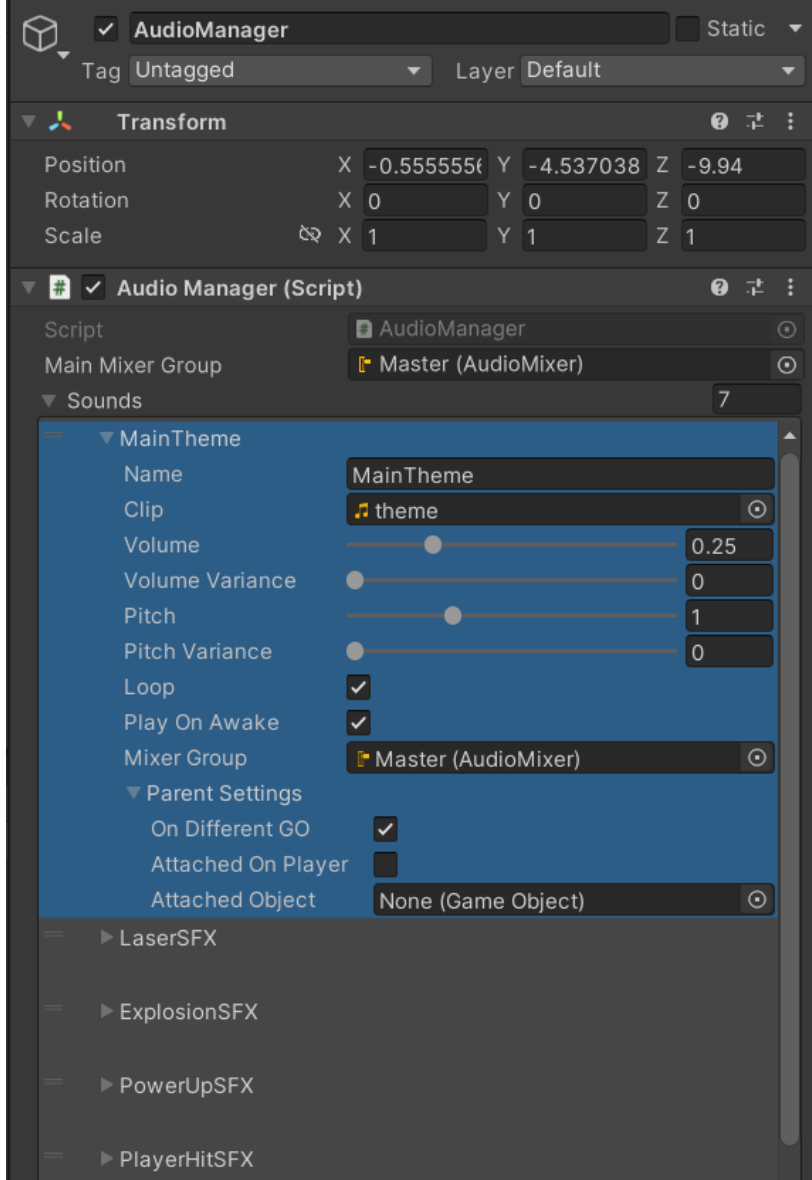 AudioManager Static
Tag Untagged Layer Default
Transform
Position X -0.5555556 Y -4.537038 Z -9.94
Rotation X 0 Y 0 Z 0
Scale X 1 Y 1 Z 1
# Audio Manager (Script)
Script # AudioManager
Main Mixer Group Master (AudioMixer)
Sounds 7
MainTheme
Name MainTheme
Clip theme
Volume 0.25
Volume Variance 0
Pitch 1
Pitch Variance 0
Loop
Play On Awake
Mixer Group Master (AudioMixer)
Parent Settings
On Different GO
Attached On Player
Attached Object None (Game Object)
LaserSFX
ExplosionSFX
PowerUpSFX
PlayerHitSFX